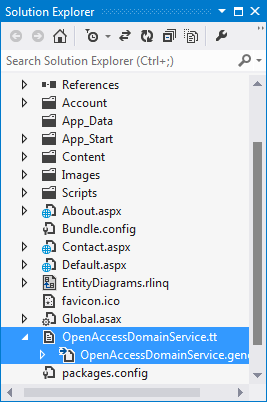 Solution Explorer
Search Solution Explorer (Ctrl+;)
References
Account
App_Data
App_Start
Content
Images
Scripts
About.aspx
Bundle.config
Contact.aspx
Default.aspx
EntityDiagrams.rlinq
favicon.ico
Global.asax
OpenAccessDomainService.tt
OpenAccessDomainService.gene
packages.config